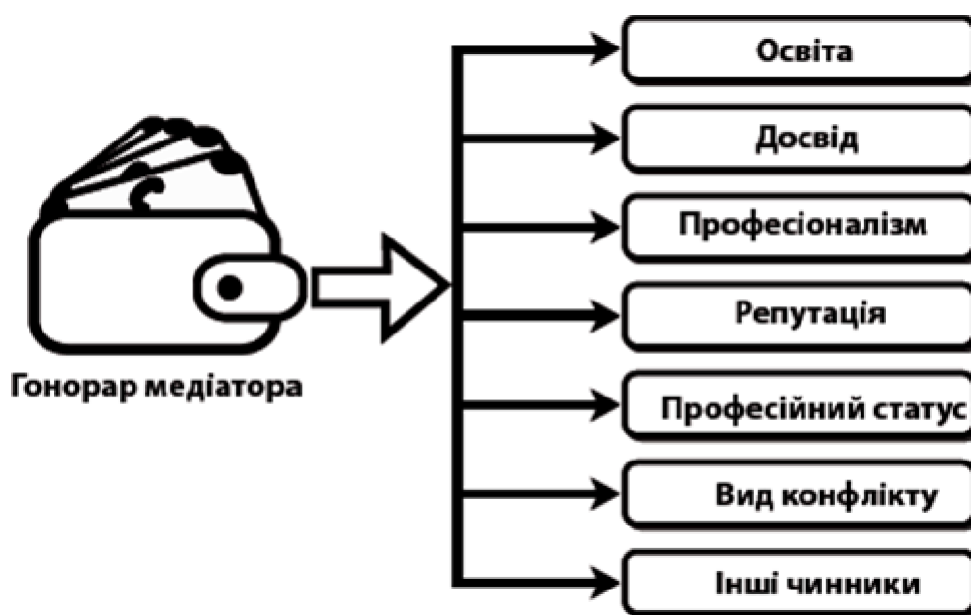 Освіта
Досвід
Професіоналізм
Репутація
Гонорар медіатора
Професійний статус
Вид конфлікту
Інші чинники